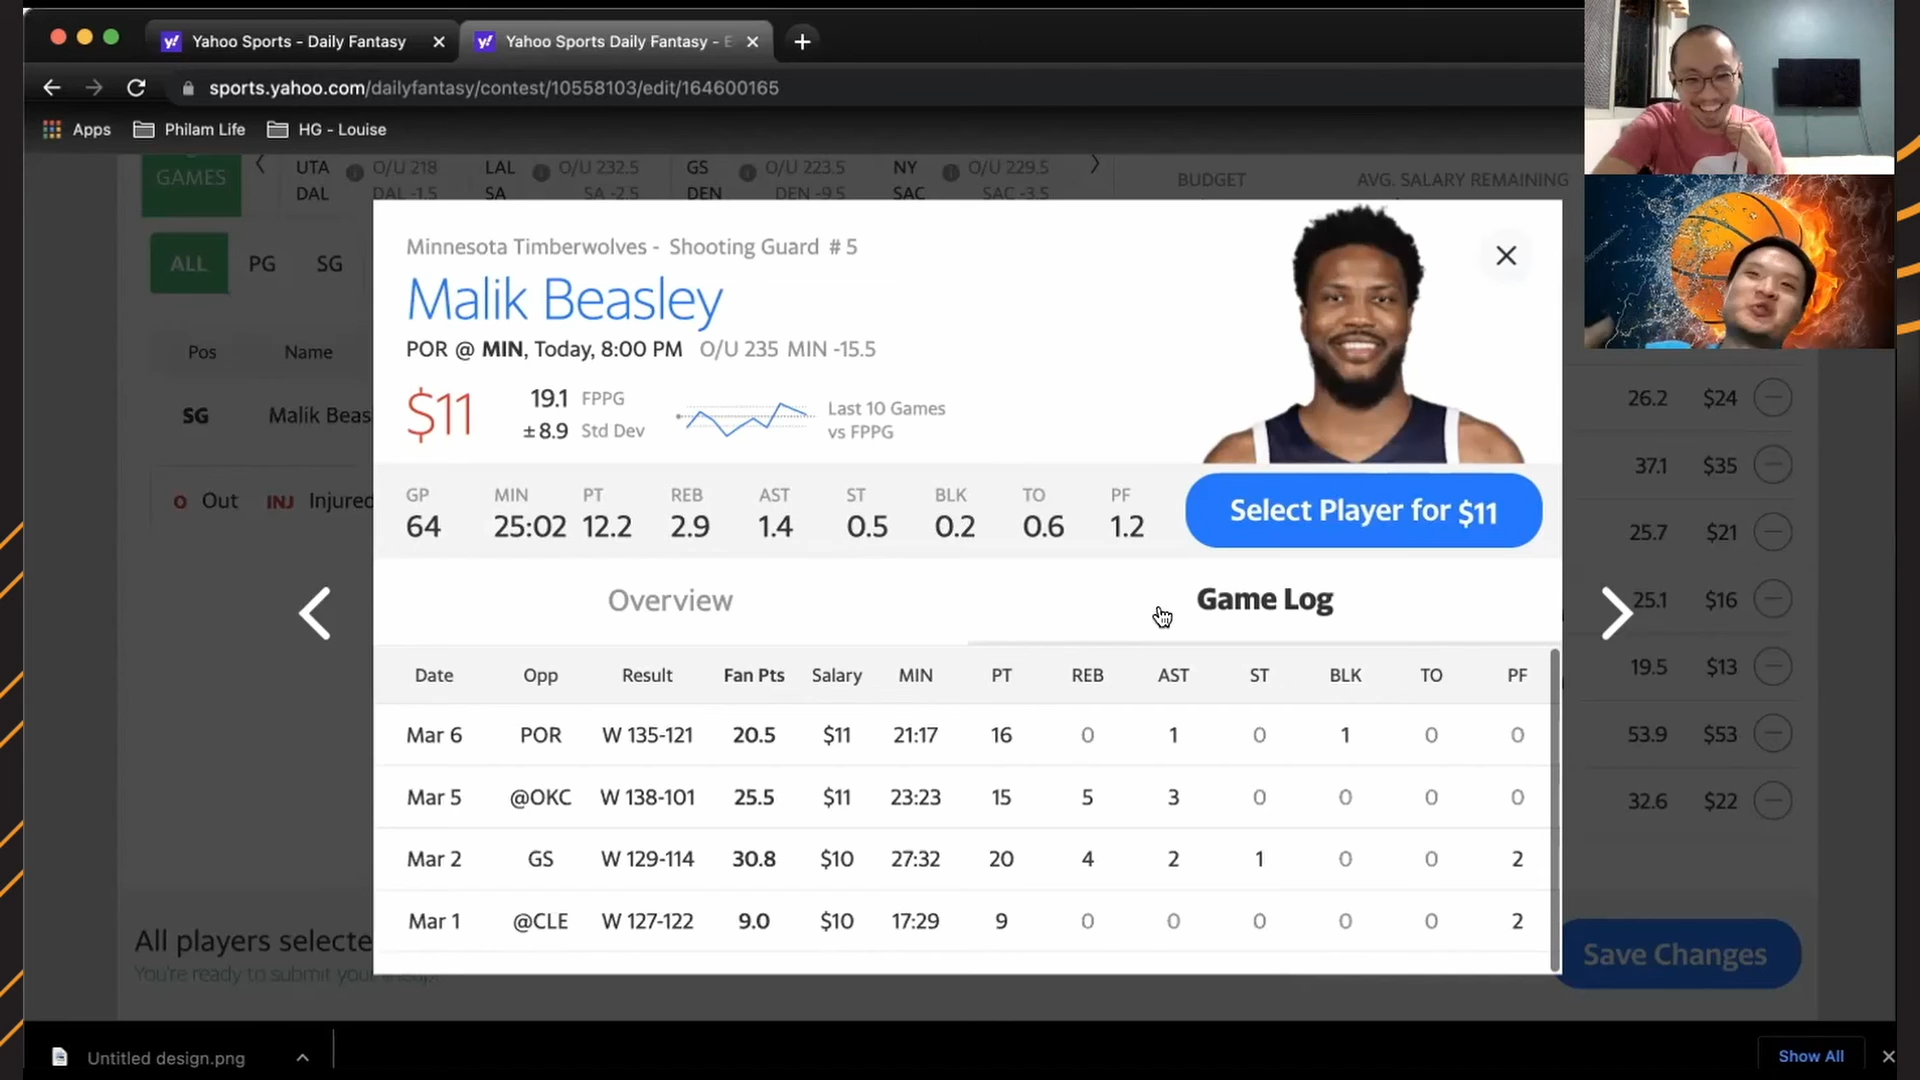 Yahoo Sports - Daily Fantasy
Yahoo Sports Daily Fantasy - E
sports.yahoo.com/dailyfantasy/contest/10558103/edit/164600165
Apps Philam Life HG - Louise
GAMES
UTA O/U 218
DAL DAL -1.5
LAL O/U 232.5
SA SA -2.5
GS O/U 223.5
DEN DEN -9.5
NY O/U 229.5
SAC SAC -3.5
BUDGET AVG. SALARY REMAINING
ALL PG SG
Pos Name
SG Malik Beas
O Out INJ Injured
Minnesota Timberwolves - Shooting Guard # 5
Malik Beasley
POR @ MIN, Today, 8:00 PM O/U 235 MIN -15.5
$11
19.1 FPPG
±8.9 Std Dev
Last 10 Games
vs FPPG
GP MIN PT REB AST ST BLK TO PF
64 25:02 12.2 2.9 1.4 0.5 0.2 0.6 1.2
Select Player for $11
Overview Game Log
Date Opp Result Fan Pts Salary MIN PT REB AST ST BLK TO PF
Mar 6 POR W 135-121 20.5 $11 21:17 16 0 1 0 1 0 0
Mar 5 @OKC W 138-101 25.5 $11 23:23 15 5 3 0 0 0 0
Mar 2 GS W 129-114 30.8 $10 27:32 20 4 2 1 0 0 2
Mar 1 @CLE W 127-122 9.0 $10 17:29 9 0 0 0 0 0 2
26.2 $24
37.1 $35
25.7 $21
25.1 $16
19.5 $13
53.9 $53
32.6 $22
All players selecte
You're ready to submit your lineup.
Save Changes
Untitled design.png
Show All